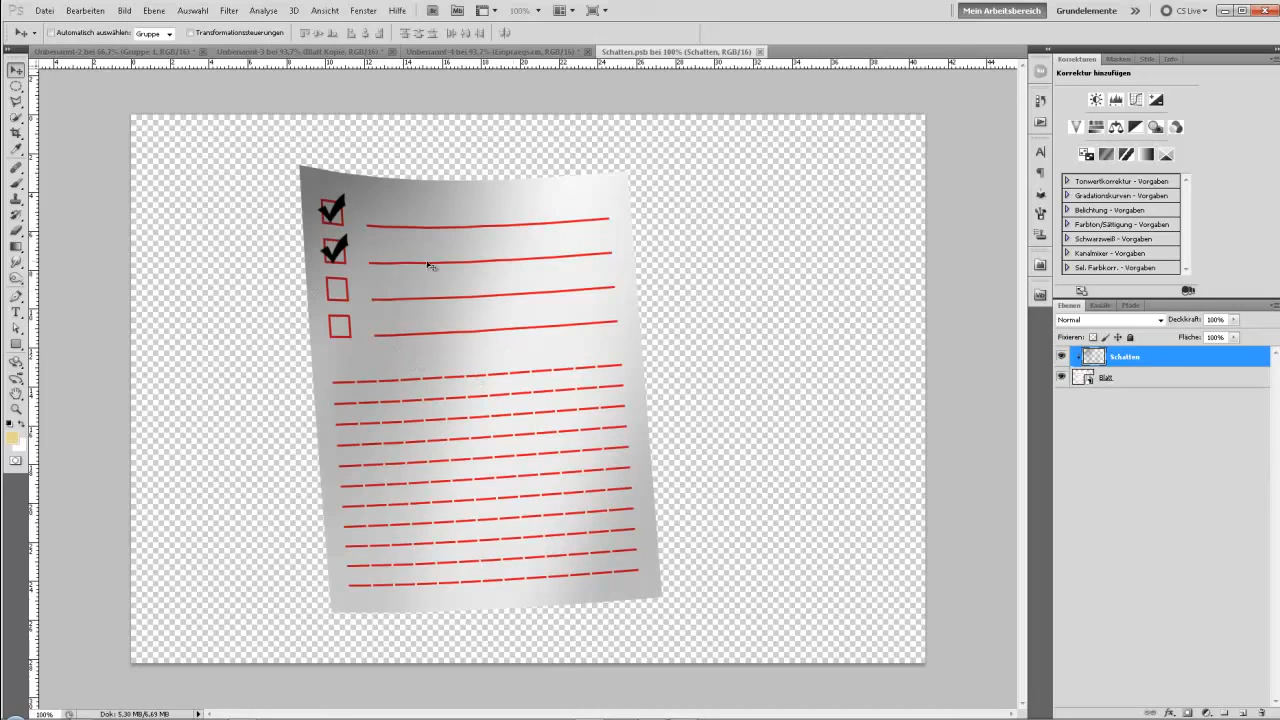 Ps Datei Bearbeiten Bild Ebene Auswahl Filter Analyse 3D Ansicht Fenster Hilfe Br Mb 100% Mein Arbeitsbereich Grundelemente CS Live
Automatisch auswählen: Gruppe Transformationssteuerungen
Unbenannt-2 bei 66,7% (Gruppe 1, RGB/16) * Unbenannt-3 bei 93,7% (Blatt Kopie, RGB/16) * Unbenannt-4 bei 93,7% (Einpraegsam, RGB/16) * Schatten.psb bei 100% (Schatten, RGB/16)
Korrekturen Masken Stile Info
Korrektur hinzufügen
Tonwertkorrektur - Vorgaben
Gradationskurven - Vorgaben
Belichtung - Vorgaben
Farbton/Sättigung - Vorgaben
Schwarzweiß - Vorgaben
Kanalmixer - Vorgaben
Sel. Farbkorr. - Vorgaben
Ebenen Kanäle Pfade
Normal Deckkraft: 100%
Fixieren: Fläche: 100%
Schatten
Blatt
100% Dok: 5,30 MB/6,69 MB